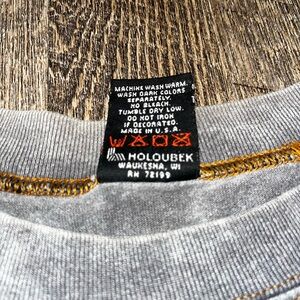 MACHINE WASH WARM.
WASH DARK COLORS
SEPARATELY.
NO BLEACH.
TUMBLE DRY LOW.
DO NOT IRON
IF DECORATED.
MADE IN U.S.A.
HOLOUBEK
WAUKESHA, WI
RN 72199